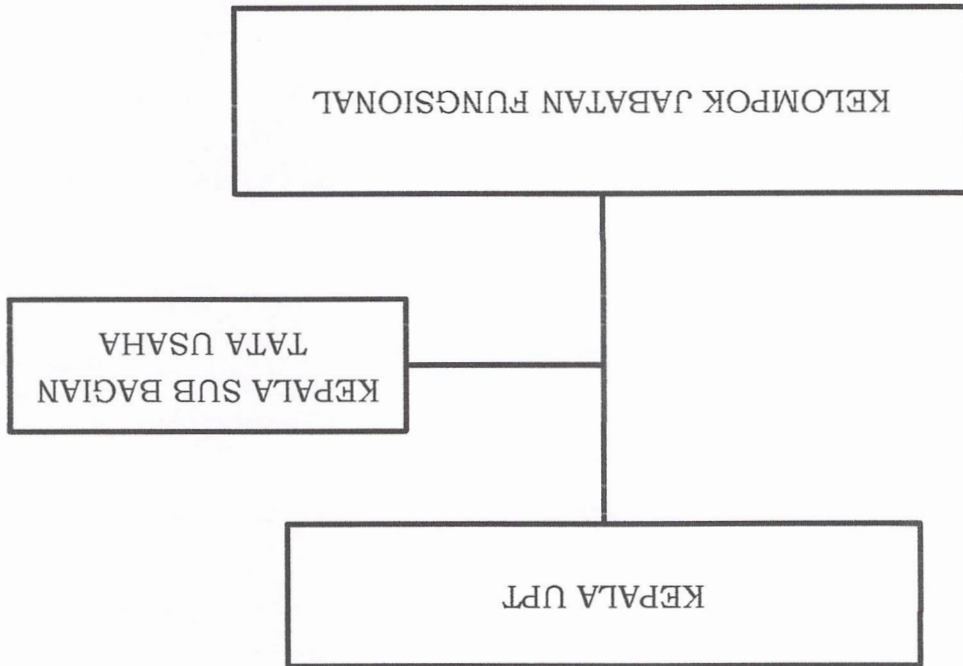 KEPALA UPT
KEPALA SUB BAGIAN
TATA USAHA
KELOMPOK JABATAN FUNGSIONAL